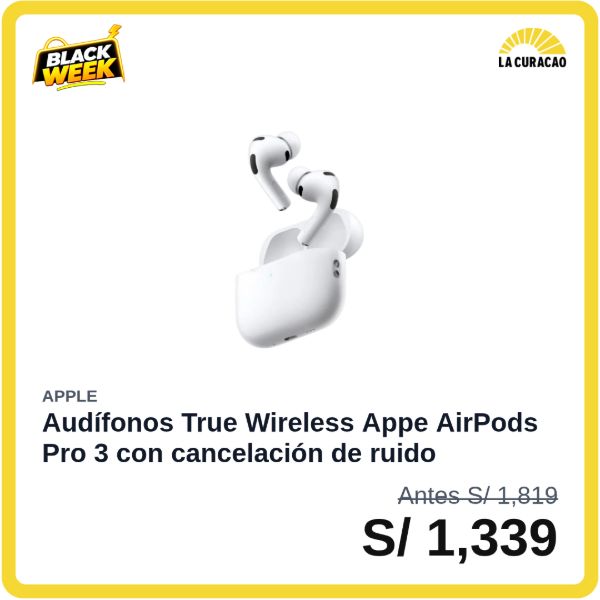 BLACK
WEEK
LA CURACAO
APPLE
Audífonos True Wireless Appe AirPods
Pro 3 con cancelación de ruido
Antes S/ 1,819
S/ 1,339